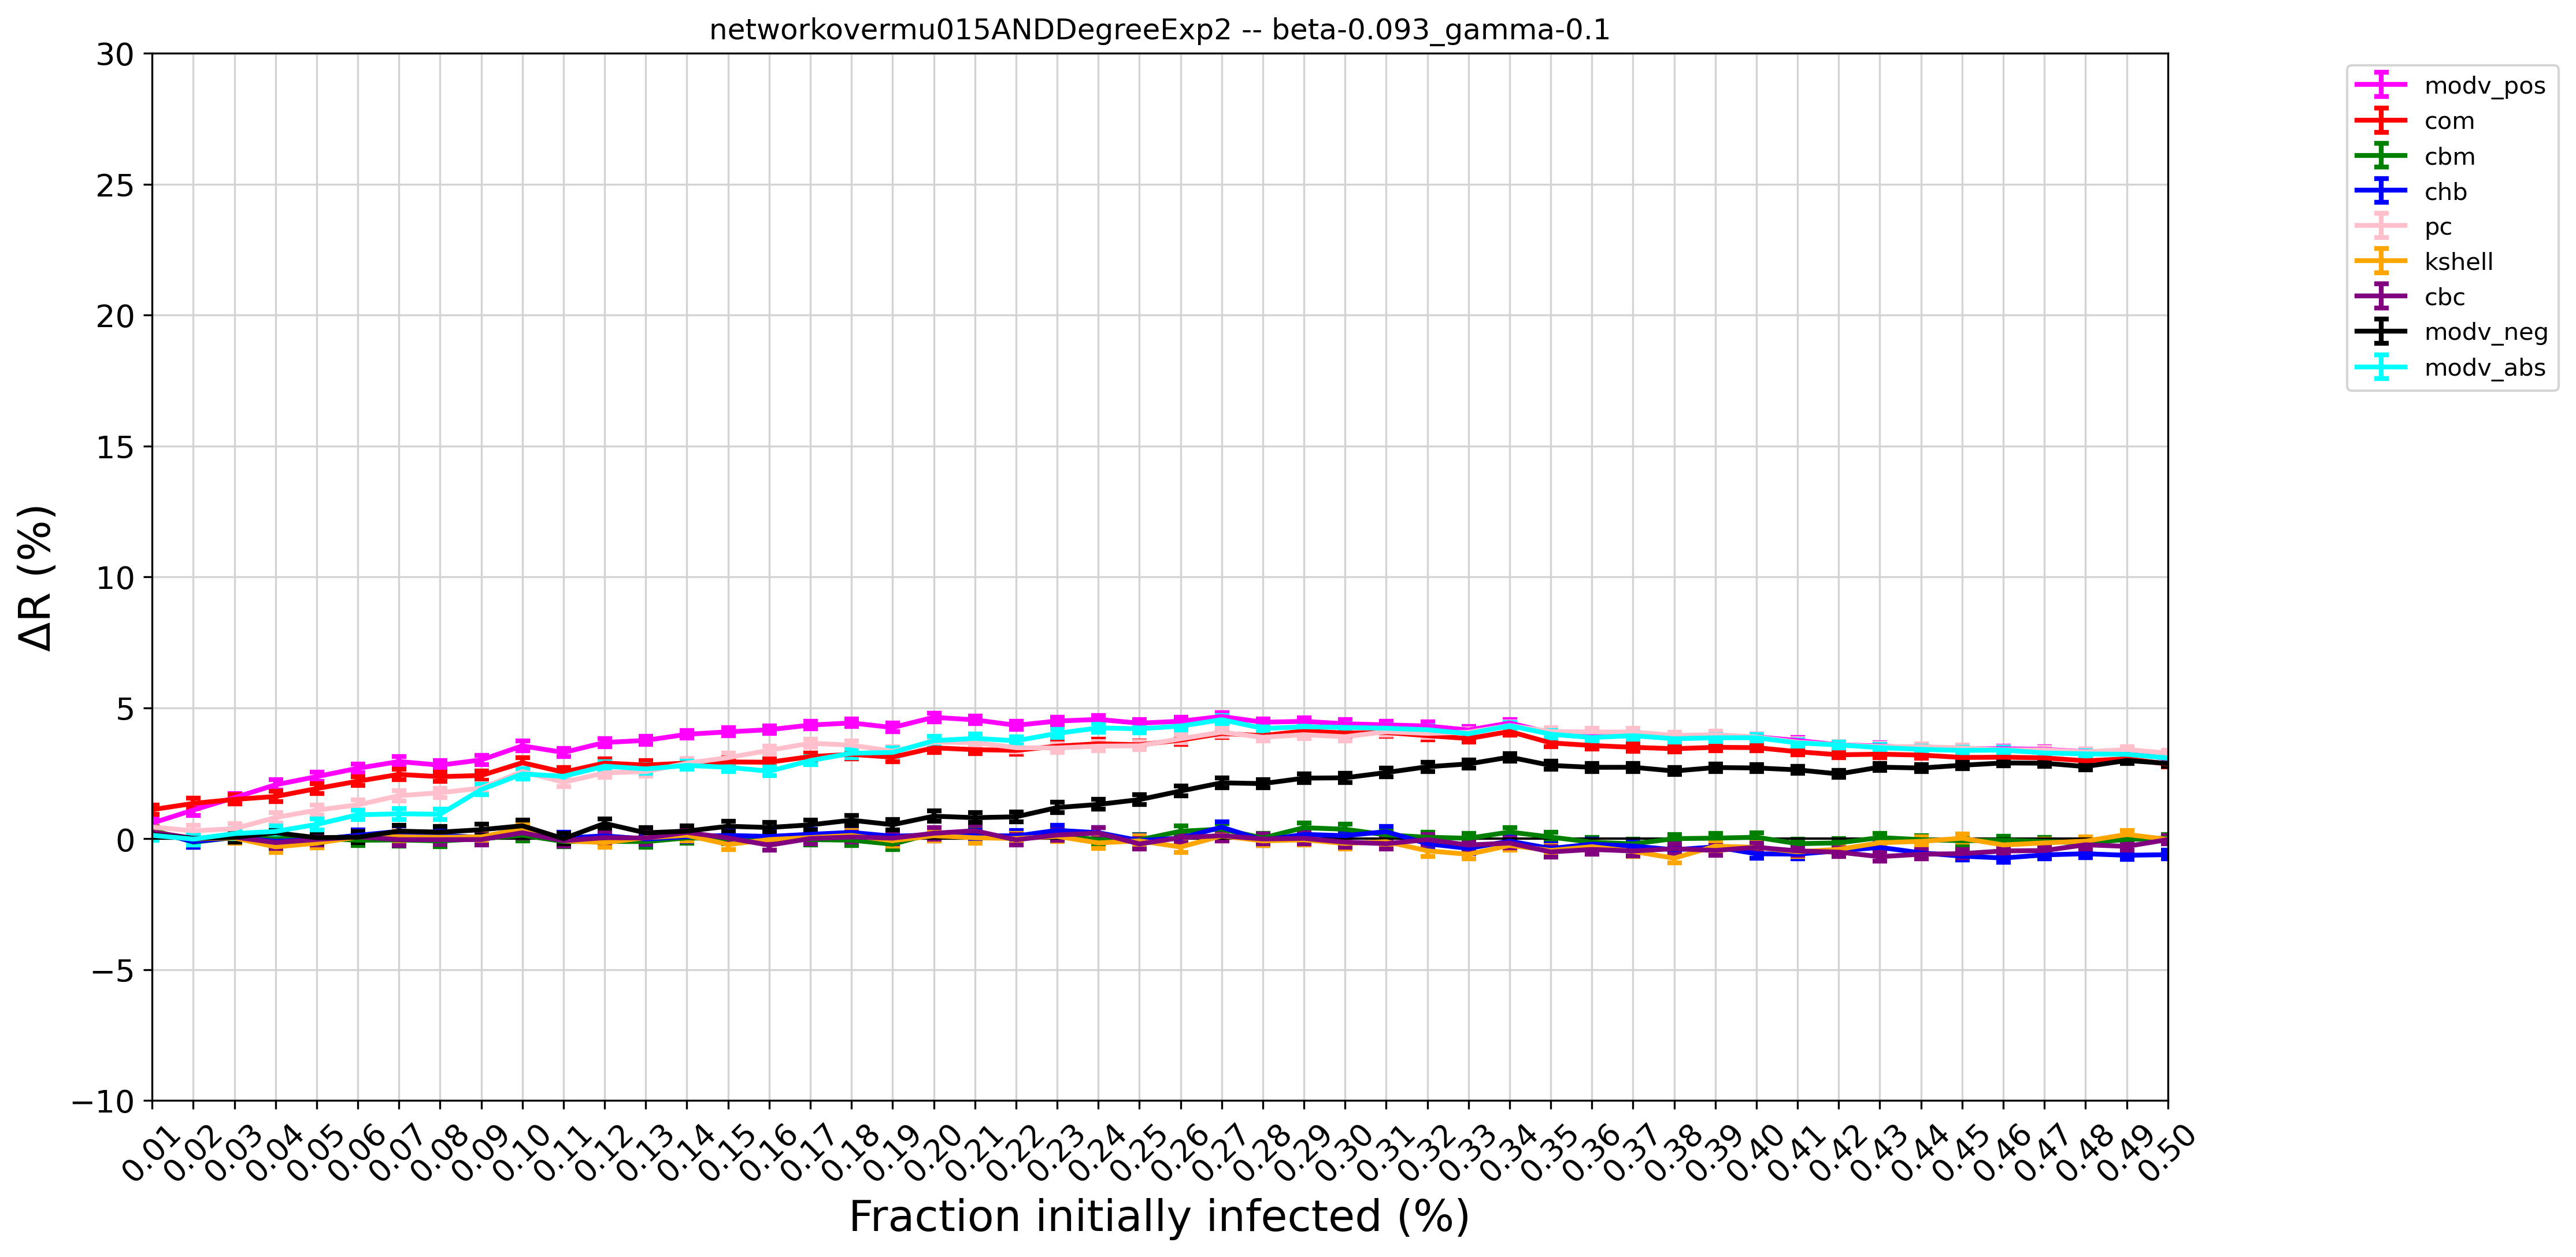 networkovermu015ANDDegreeExp2 -- beta-0.093_gamma-0.1
30
25
20
15
10
5
0
−5
−10
ΔR (%)
0.01 0.02 0.03 0.04 0.05 0.06 0.07 0.08 0.09 0.10 0.11 0.12 0.13 0.14 0.15 0.16 0.17 0.18 0.19 0.20 0.21 0.22 0.23 0.24 0.25 0.26 0.27 0.28 0.29 0.30 0.31 0.32 0.33 0.34 0.35 0.36 0.37 0.38 0.39 0.40 0.41 0.42 0.43 0.44 0.45 0.46 0.47 0.48 0.49 0.50
Fraction initially infected (%)
modv_pos
com
cbm
chb
pc
kshell
cbc
modv_neg
modv_abs